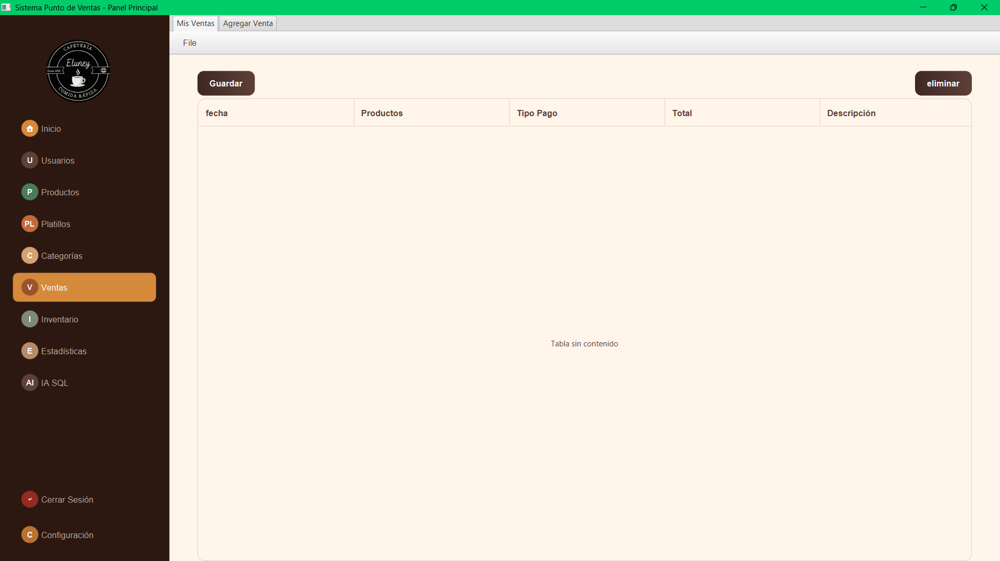 Sistema Punto de Ventas - Panel Principal
CAFETERÍA
Eluney
Desde 2018
COMIDA RÁPIDA
Inicio
U Usuarios
P Productos
PL Platillos
C Categorías
V Ventas
I Inventario
E Estadísticas
AI IA SQL
Cerrar Sesión
C Configuración
Mis Ventas Agregar Venta
File
Guardar eliminar
fecha Productos Tipo Pago Total Descripción
Tabla sin contenido